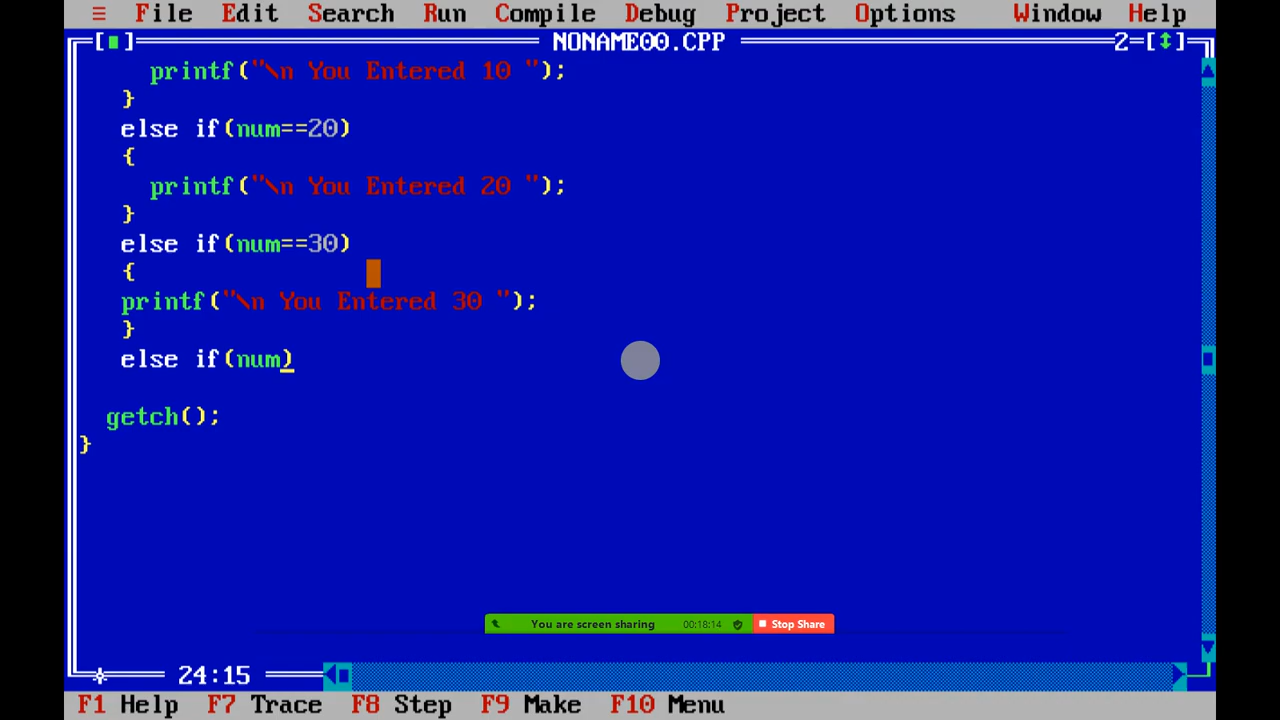 ≡ File Edit Search Run Compile Debug Project Options Window Help
[■] NONAME00.CPP 2=[↕]
printf("\n You Entered 10 ");
}
else if(num==20)
{
printf("\n You Entered 20 ");
}
else if(num==30)
{
printf("\n You Entered 30 ");
}
else if(num)
getch();
}
You are screen sharing 00:18:14 Stop Share
24:15
F1 Help F7 Trace F8 Step F9 Make F10 Menu